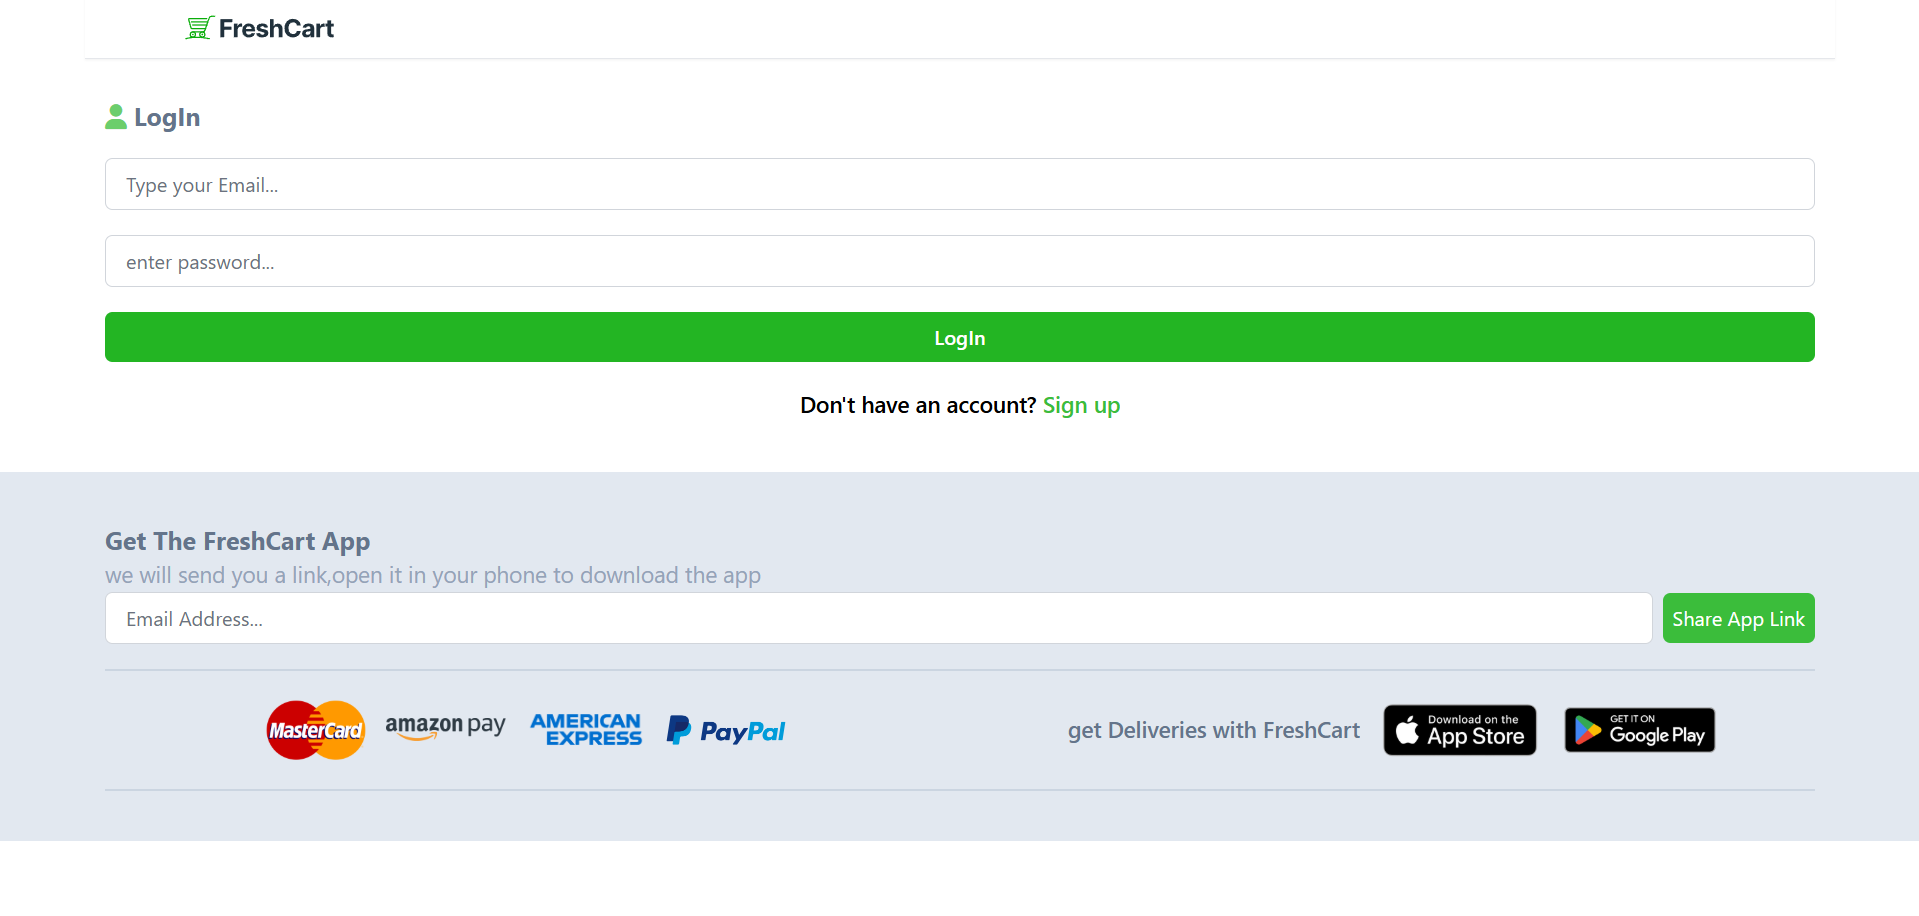 FreshCart
LogIn
Type your Email...
enter password...
LogIn
Don't have an account? Sign up
Get The FreshCart App
we will send you a link,open it in your phone to download the app
Email Address...
Share App Link
MasterCard
amazon pay
AMERICAN
EXPRESS
PayPal
get Deliveries with FreshCart
Download on the
App Store
GET IT ON
Google Play